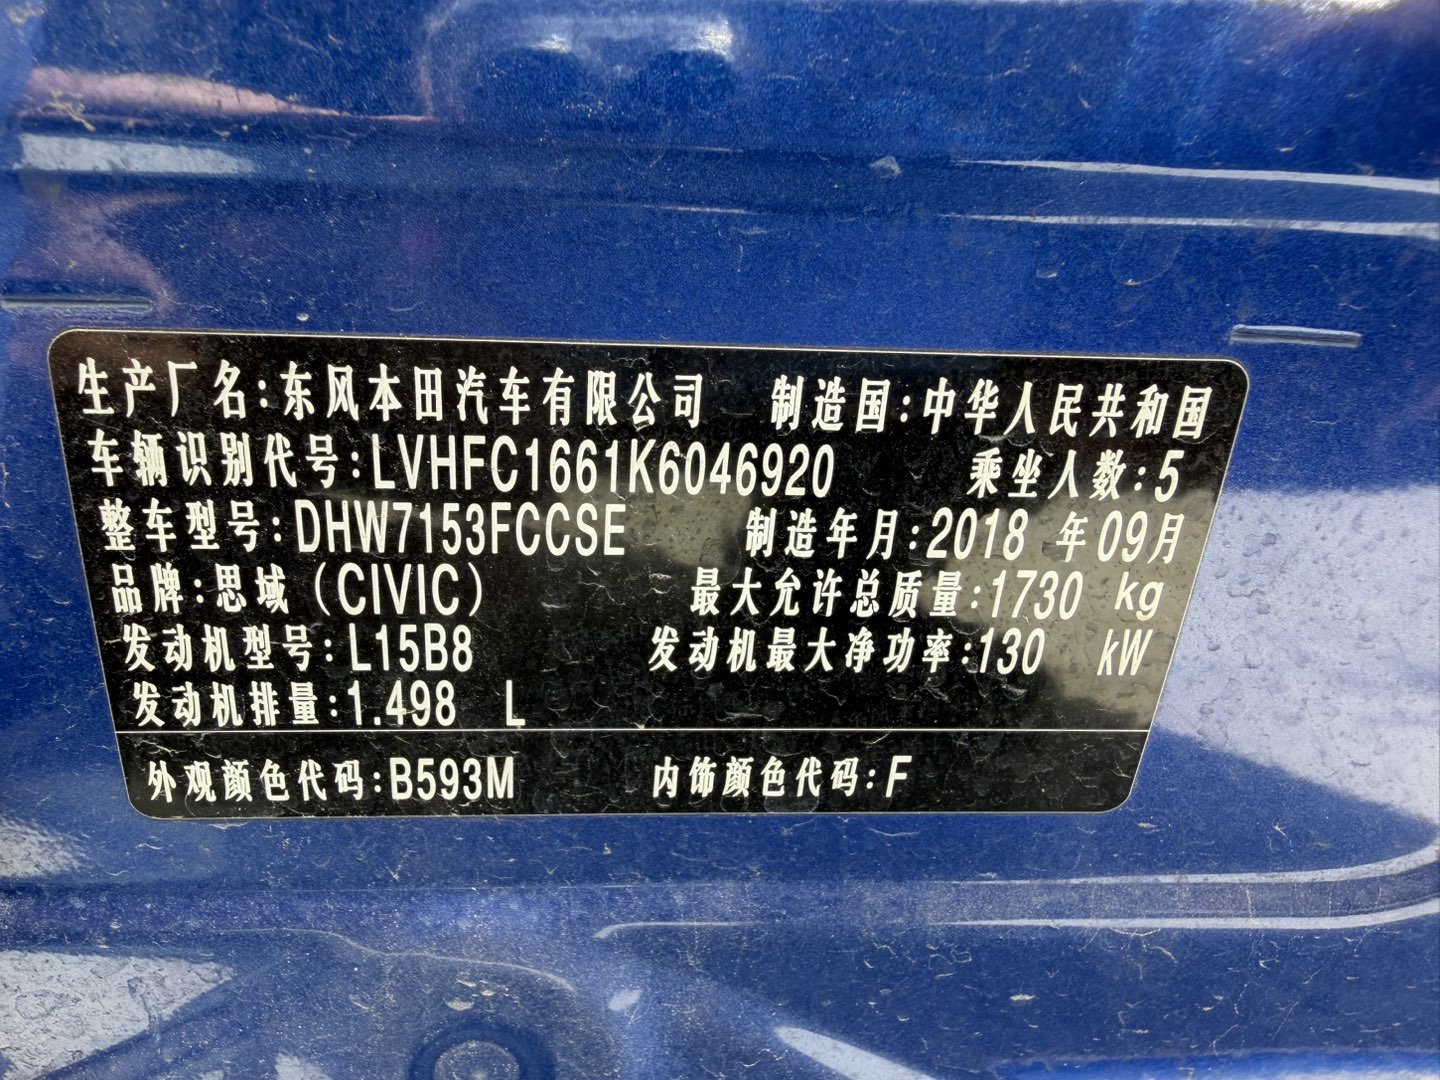 生产厂名:东风本田汽车有限公司 制造国:中华人民共和国
车辆识别代号:LVHFC1661K6046920 乘坐人数:5
整车型号:DHW7153FCCSE 制造年月:2018 年09月
品牌:思域(CIVIC) 最大允许总质量:1730 kg
发动机型号:L15B8 发动机最大净功率:130 kW
发动机排量:1.498 L
外观颜色代码:B593M 内饰颜色代码:F